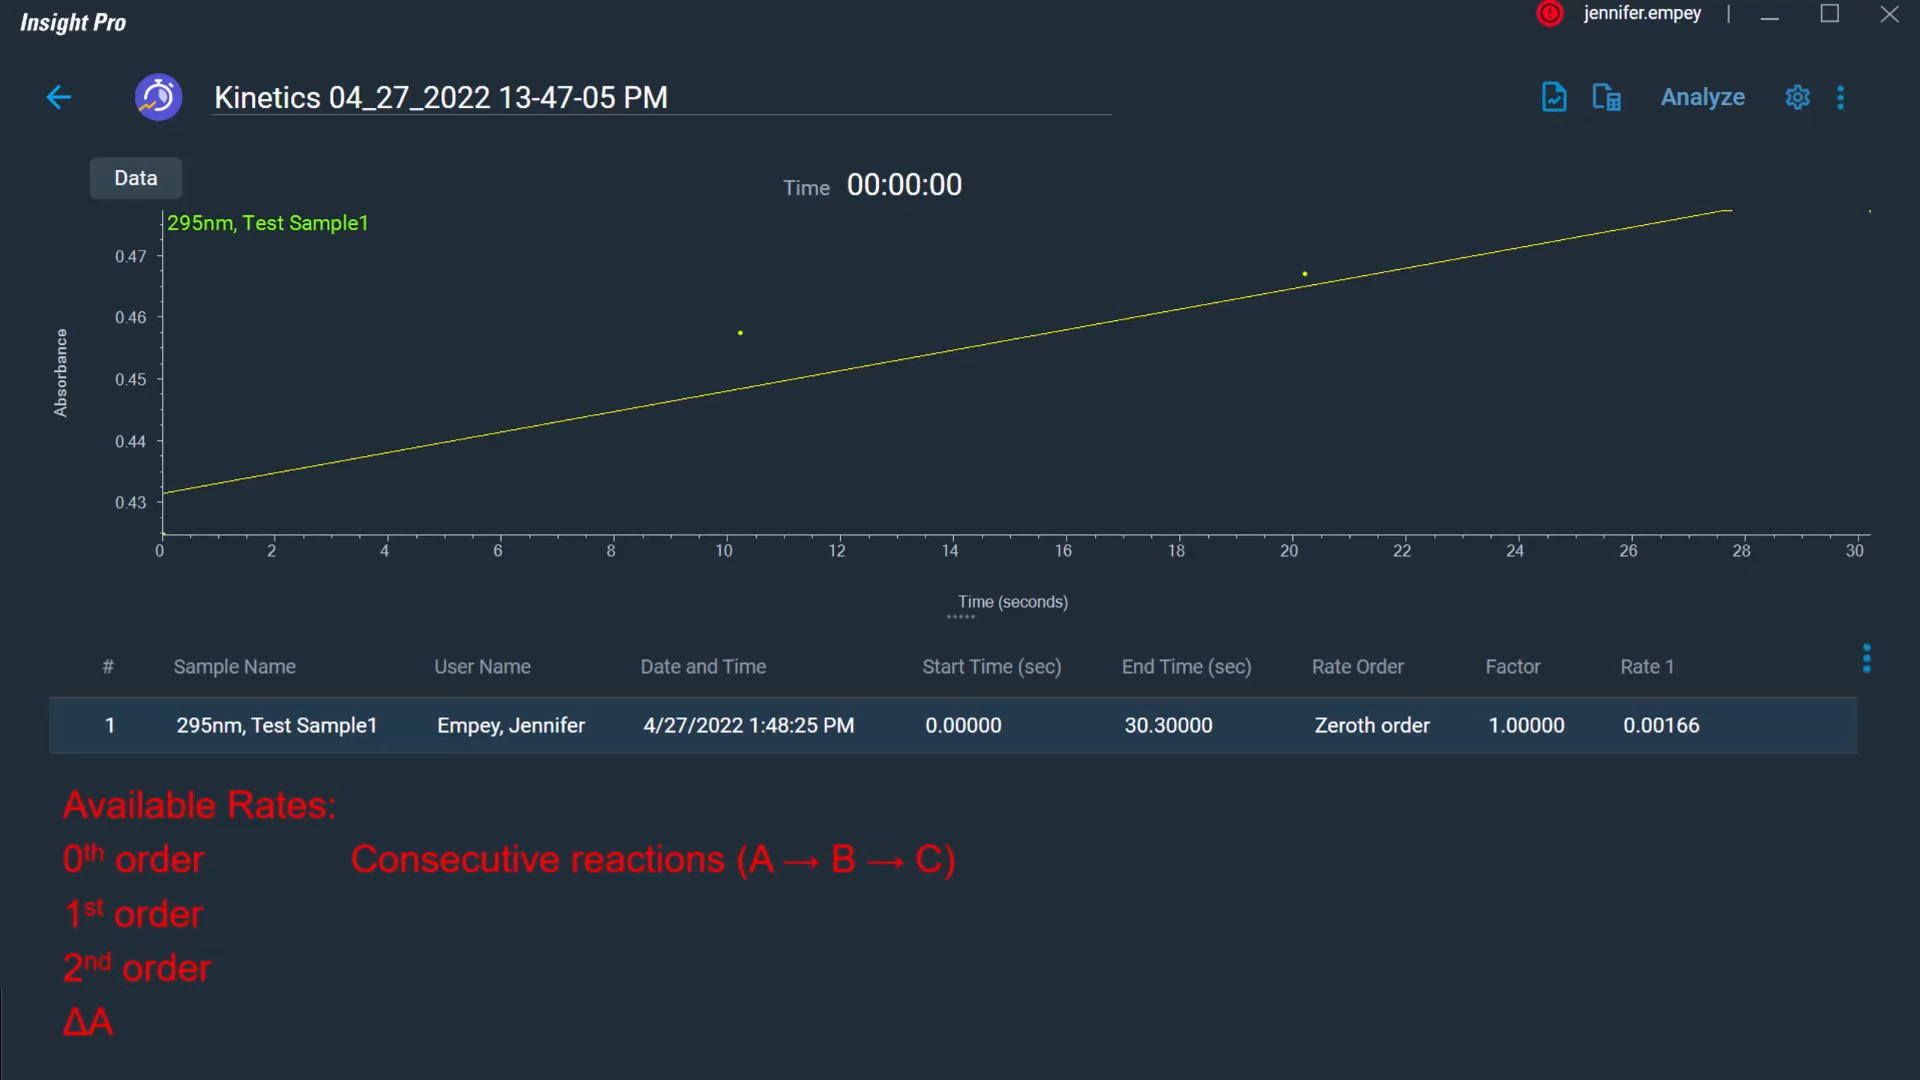 Insight Pro
jennifer.empey |
Kinetics 04_27_2022 13-47-05 PM
Analyze
Data
Time 00:00:00
295nm, Test Sample1
0.47
0.46
0.45
0.44
0.43
Absorbance
0 2 4 6 8 10 12 14 16 18 20 22 24 26 28 30
Time (seconds)
# Sample Name User Name Date and Time Start Time (sec) End Time (sec) Rate Order Factor Rate 1
1 295nm, Test Sample1 Empey, Jennifer 4/27/2022 1:48:25 PM 0.00000 30.30000 Zeroth order 1.00000 0.00166
Available Rates:
0th order Consecutive reactions (A → B → C)
1st order
2nd order
ΔA